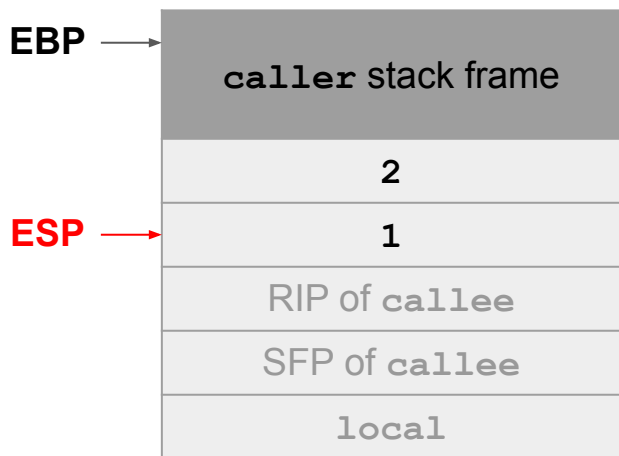 EBP
caller stack frame
2
ESP
1
RIP of callee
SFP of callee
local